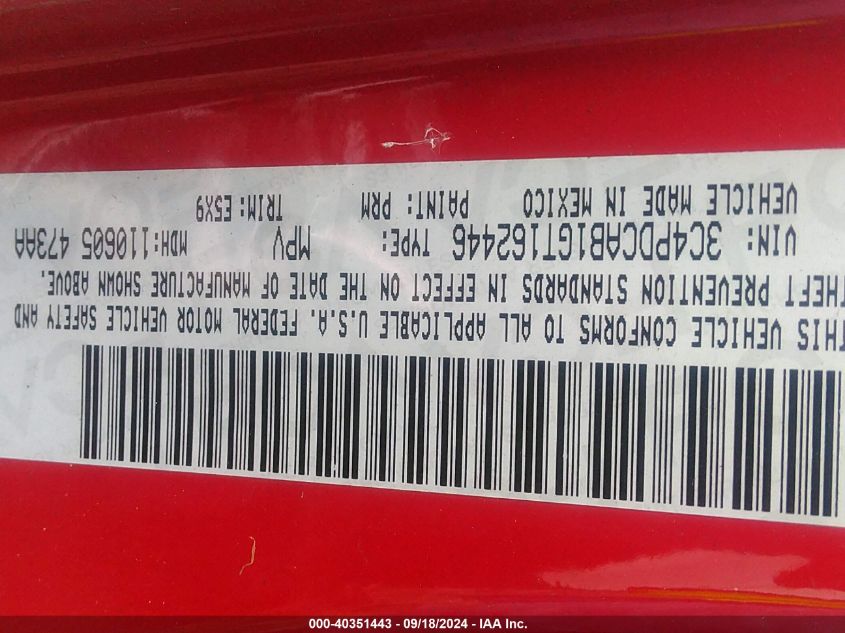 THIS VEHICLE CONFORMS TO ALL APPLICABLE U.S.A. FEDERAL MOTOR VEHICLE SAFETY AND
THEFT PREVENTION STANDARDS IN EFFECT ON THE DATE OF MANUFACTURE SHOWN ABOVE.
VIN: 3C4PDCAB1GT162446 TYPE: MPV MDH:110605 473AA
VEHICLE MADE IN MEXICO PAINT: PRM TRIM: E5X9
000-40351443 - 09/18/2024 - IAA Inc.